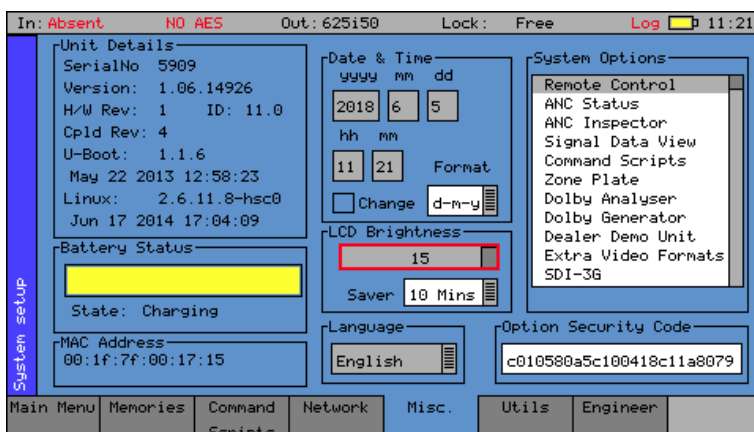 In: Absent NO AES Out: 625i50 Lock: Free Log 11:21
Unit Details
SerialNo 5909
Version: 1.06.14926
H/W Rev: 1 ID: 11.0
Cpld Rev: 4
U-Boot: 1.1.6
May 22 2013 12:58:23
Linux: 2.6.11.8-hsc0
Jun 17 2014 17:04:09
Battery Status
State: Charging
MAC Address
00:1f:7f:00:17:15
Date & Time
yyyy mm dd
2018 6 5
hh mm
11 21 Format
Change d-m-y
LCD Brightness
15
Saver 10 Mins
Language
English
System Options
Remote Control
ANC Status
ANC Inspector
Signal Data View
Command Scripts
Zone Plate
Dolby Analyser
Dolby Generator
Dealer Demo Unit
Extra Video Formats
SDI-3G
Option Security Code
c010580a5c100418c11a8079
System setup
Main Menu Memories Command Network Misc. Utils Engineer
Scripts